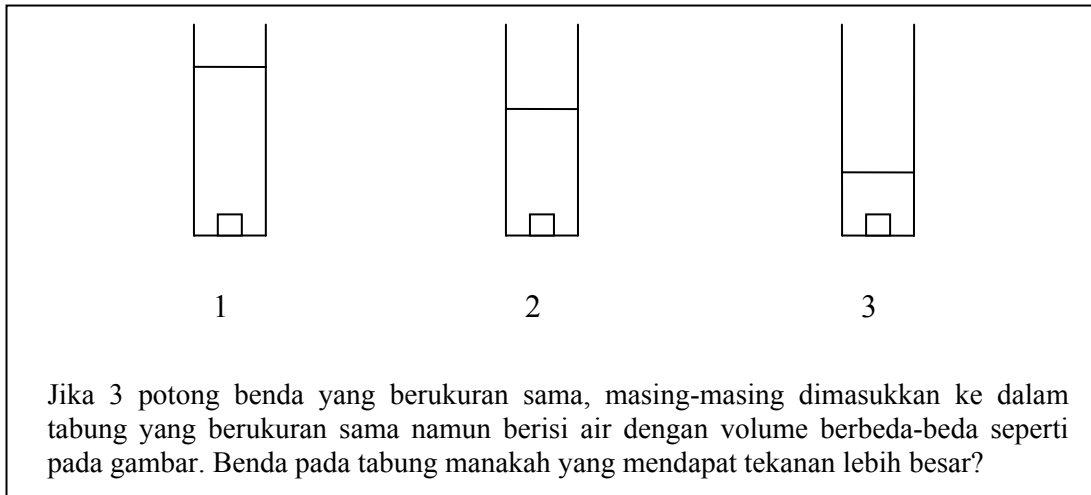 1 2 3
Jika 3 potong benda yang berukuran sama, masing-masing dimasukkan ke dalam
tabung yang berukuran sama namun berisi air dengan volume berbeda-beda seperti
pada gambar. Benda pada tabung manakah yang mendapat tekanan lebih besar?